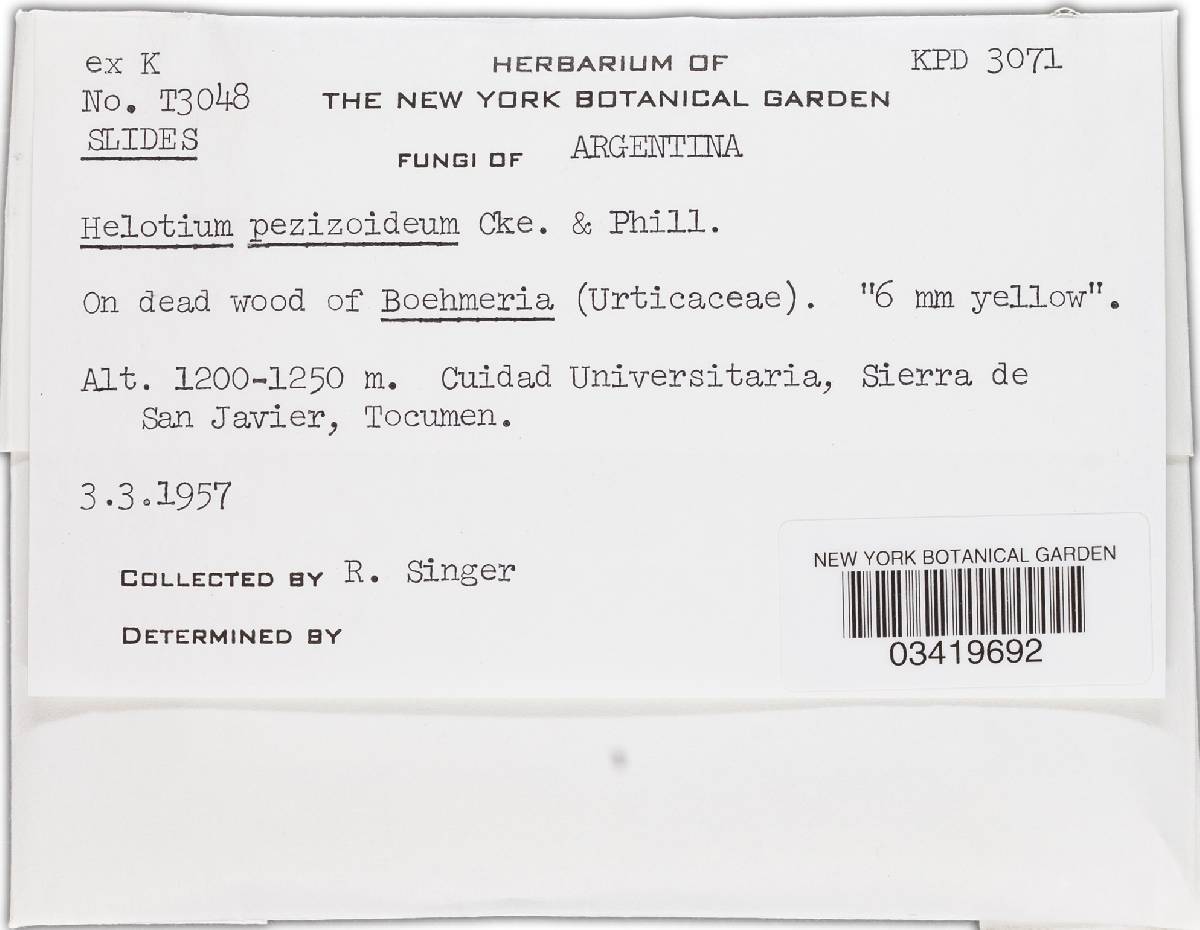 ex K
No. T3048
SLIDES
HERBARIUM OF
THE NEW YORK BOTANICAL GARDEN
FUNGI OF ARGENTINA
KPD 3071
Helotium pezizoideum Cke. & Phill.
On dead wood of Boehmeria (Urticaceae). "6 mm yellow".
Alt. 1200-1250 m. Cuidad Universitaria, Sierra de
San Javier, Tocumen.
3.3.1957
COLLECTED BY R. Singer
DETERMINED BY
NEW YORK BOTANICAL GARDEN
03419692